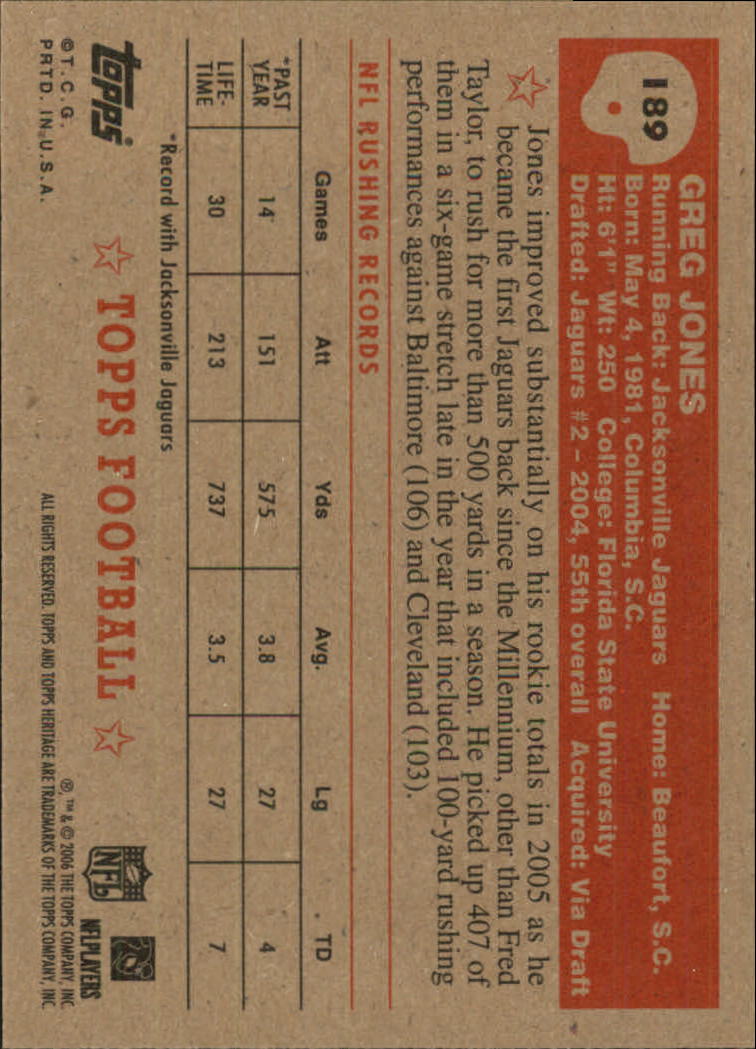 189
GREG JONES
Running Back: Jacksonville Jaguars Home: Beaufort, S.C.
Born: May 4, 1981, Columbia, S.C.
Ht: 6'1" Wt: 250 College: Florida State University
Drafted: Jaguars #2 – 2004, 55th overall Acquired: Via Draft
Jones improved substantially on his rookie totals in 2005 as he
became the first Jaguars back since the Millennium, other than Fred
Taylor, to rush for more than 500 yards in a season. He picked up 407 of
them in a six-game stretch late in the year that included 100-yard rushing
performances against Baltimore (106) and Cleveland (103).
NFL RUSHING RECORDS
Games Att Yds Avg. Lg TD
*PAST
YEAR 14 151 575 3.8 27 4
LIFE-
TIME 30 213 737 3.5 27 7
*Record with Jacksonville Jaguars
topps
©T.C.G.
PRTD. IN U.S.A.
TOPPS FOOTBALL
NFL
NFLPLAYERS
®, ™ & © 2006 THE TOPPS COMPANY, INC
ALL RIGHTS RESERVED. TOPPS AND TOPPS HERITAGE ARE TRADEMARKS OF THE TOPPS COMPANY, INC